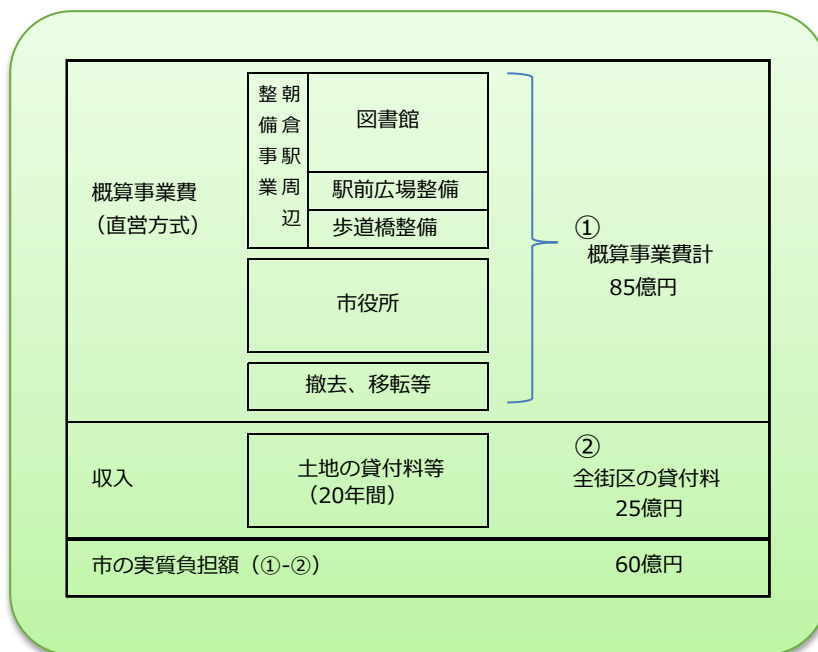 概算事業費
（直営方式）
朝倉駅周辺
整備事業
図書館
駅前広場整備
歩道橋整備
市役所
撤去、移転等
①
概算事業費計
85億円
収入
土地の貸付料等
（20年間）
②
全街区の貸付料
25億円
市の実質負担額（①-②）
60億円